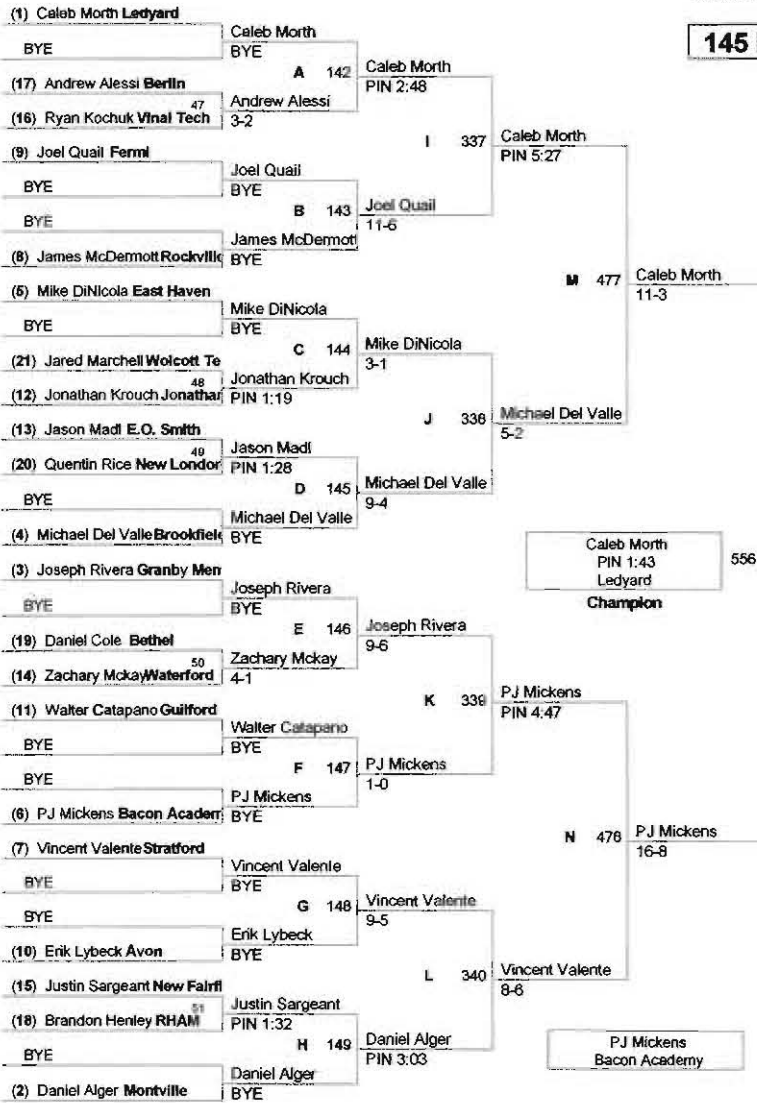 145
(1) Caleb Morth Ledyard
BYE
(17) Andrew Alessi Berlin
47
(16) Ryan Kochuk Vinal Tech
(9) Joel Quail Fermi
BYE
BYE
(8) James McDermott Rockville
(5) Mike DiNicola East Haven
BYE
(21) Jared Marchell Wolcott Te
48
(12) Jonathan Krouch Jonathan
(13) Jason Madi E.O. Smith
49
(20) Quentin Rice New London
BYE
(4) Michael Del Valle Brookfield
(3) Joseph Rivera Granby Mem
BYE
(19) Daniel Cole Bethel
50
(14) Zachary Mckay Waterford
(11) Walter Catapano Guilford
BYE
BYE
(6) PJ Mickens Bacon Academ
(7) Vincent Valente Stratford
BYE
BYE
(10) Erik Lybeck Avon
(15) Justin Sargeant New Fairfi
51
(18) Brandon Henley RHAM
BYE
(2) Daniel Alger Montville
Caleb Morth
BYE
A 142
Andrew Alessi
3-2
Joel Quail
BYE
B 143
James McDermott
BYE
Mike DiNicola
BYE
C 144
Jonathan Krouch
PIN 1:19
Jason Madi
PIN 1:28
D 145
Michael Del Valle
BYE
Joseph Rivera
BYE
E 146
Zachary Mckay
4-1
Walter Catapano
BYE
F 147
PJ Mickens
BYE
Vincent Valente
BYE
G 148
Erik Lybeck
BYE
Justin Sargeant
PIN 1:32
H 149
Daniel Alger
BYE
Caleb Morth
PIN 2:48
I 337
Joel Quail
11-6
Mike DiNicola
3-1
J 338
Michael Del Valle
9-4
Joseph Rivera
9-6
K 339
PJ Mickens
1-0
Vincent Valente
9-5
L 340
Daniel Alger
PIN 3:03
Caleb Morth
PIN 5:27
M 477
Michael Del Valle
5-2
PJ Mickens
PIN 4:47
N 478
Vincent Valente
8-6
Caleb Morth
11-3
PJ Mickens
16-8
Caleb Morth
PIN 1:43
Ledyard
556
Champion
PJ Mickens
Bacon Academy